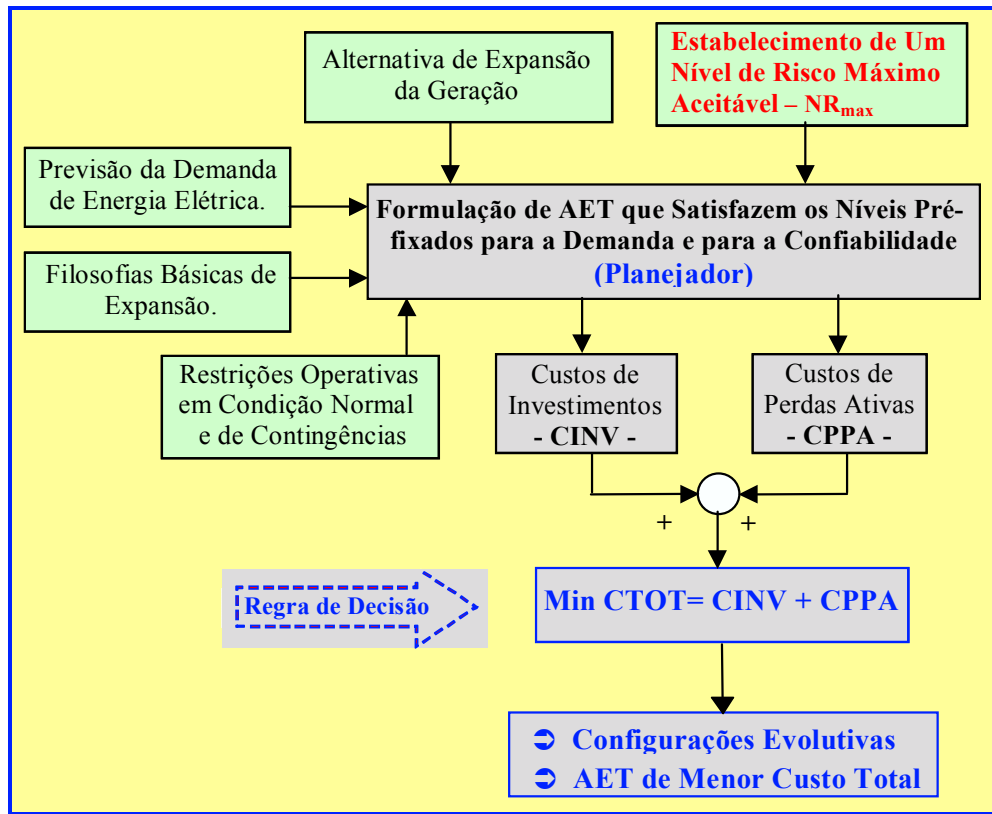 Alternativa de Expansão
da Geração
Estabelecimento de Um
Nível de Risco Máximo
Aceitável – NRmax
Previsão da Demanda
de Energia Elétrica.
Formulação de AET que Satisfazem os Níveis Pré-
fixados para a Demanda e para a Confiabilidade
(Planejador)
Filosofias Básicas de
Expansão.
Restrições Operativas
em Condição Normal
e de Contingências
Custos de
Investimentos
- CINV -
Custos de
Perdas Ativas
- CPPA -
+ +
Regra de Decisão
Min CTOT= CINV + CPPA
➲ Configurações Evolutivas
➲ AET de Menor Custo Total